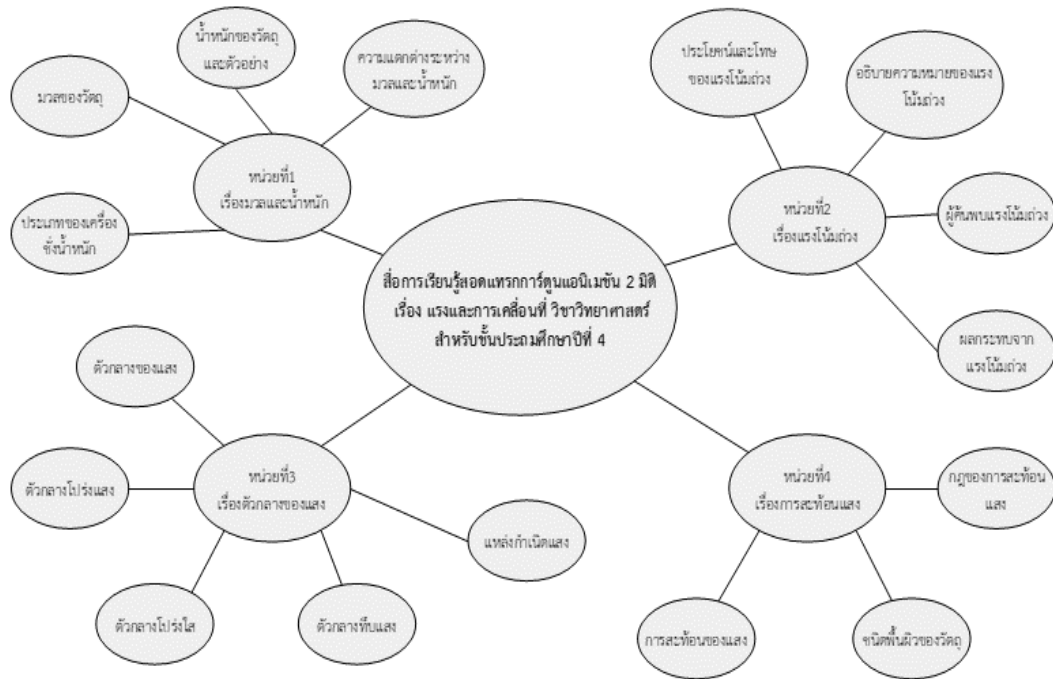 น้ำหนักของวัตถุ
และตัวอย่าง
ความแตกต่างระหว่าง
มวลและน้ำหนัก
มวลของวัตถุ
หน่วยที่1
เรื่องมวลและน้ำหนัก
ประเภทของเครื่อง
ชั่งน้ำหนัก
ประโยชน์และโทษ
ของแรงโน้มถ่วง
อธิบายความหมายของแรง
โน้มถ่วง
หน่วยที่2
เรื่องแรงโน้มถ่วง
ผู้ค้นพบแรงโน้มถ่วง
ผลกระทบจาก
แรงโน้มถ่วง
สื่อการเรียนรู้สอดแทรกการ์ตูนแอนิเมชัน 2 มิติ
เรื่อง แรงและการเคลื่อนที่ วิชาวิทยาศาสตร์
สำหรับชั้นประถมศึกษาปีที่ 4
ตัวกลางของแสง
ตัวกลางโปร่งแสง
หน่วยที่3
เรื่องตัวกลางของแสง
แหล่งกำเนิดแสง
ตัวกลางโปร่งใส
ตัวกลางทึบแสง
หน่วยที่4
เรื่องการสะท้อนแสง
กฎของการสะท้อน
แสง
การสะท้อนของแสง
ชนิดพื้นผิวของวัตถุ